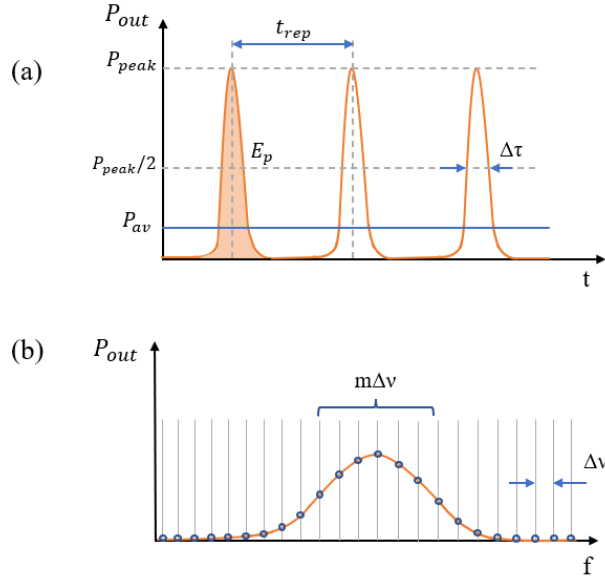 P_out
t_rep
(a)
P_peak
E_p
P_peak/2
Δτ
P_av
t
(b)
P_out
mΔν
Δν
f